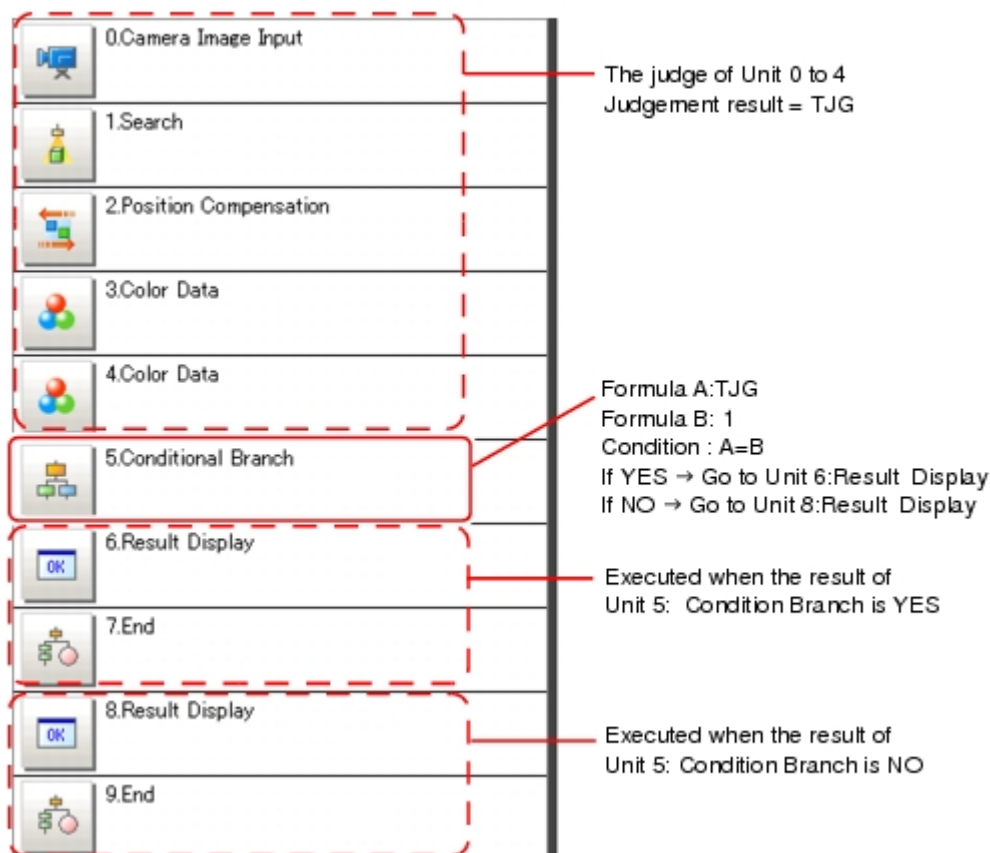 0.Camera Image Input
The judge of Unit 0 to 4
Judgement result = TJG
1.Search
2.Position Compensation
3.Color Data
4.Color Data
Formula A:TJG
Formula B: 1
Condition : A=B
If YES → Go to Unit 6:Result Display
If NO → Go to Unit 8:Result Display
5.Conditional Branch
OK
6.Result Display
Executed when the result of
Unit 5: Condition Branch is YES
7.End
OK
8.Result Display
Executed when the result of
Unit 5: Condition Branch is NO
9.End